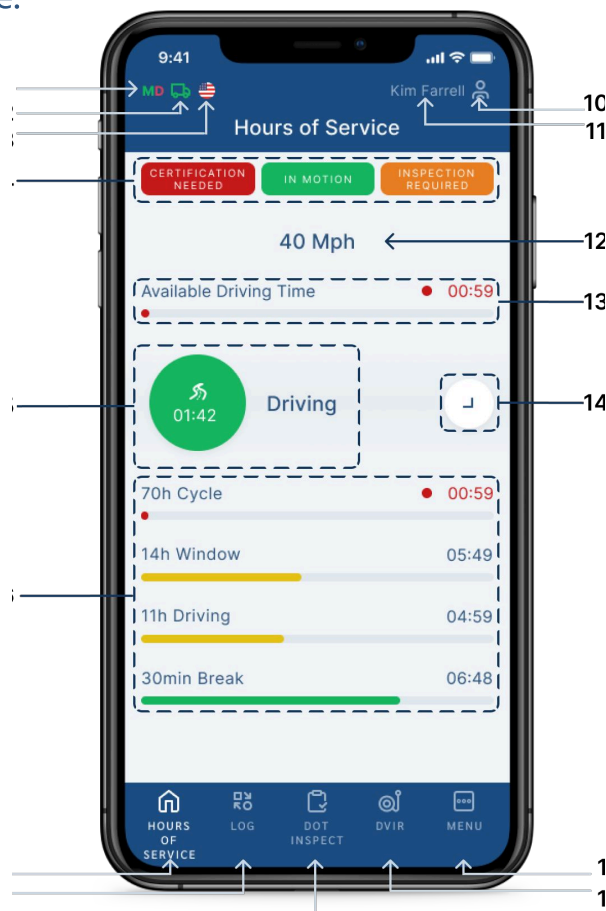 9:41
MD
Kim Farrell
10
11
Hours of Service
CERTIFICATION
NEEDED
IN MOTION
INSPECTION
REQUIRED
40 Mph
12
Available Driving Time
00:59
13
01:42
Driving
14
70h Cycle
00:59
14h Window
05:49
11h Driving
04:59
30min Break
06:48
HOURS
OF
SERVICE
LOG
DOT
INSPECT
DVIR
MENU